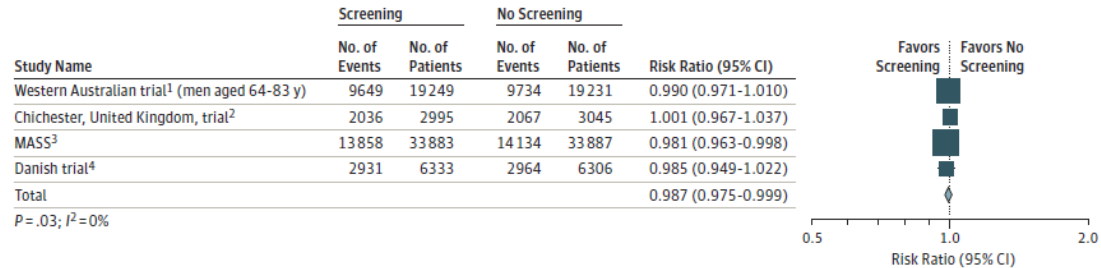 Screening No Screening
No. of No. of No. of No. of Favors Favors No
Study Name Events Patients Events Patients Risk Ratio (95% CI) Screening Screening
Western Australian trial1 (men aged 64-83 y) 9649 19249 9734 19231 0.990 (0.971-1.010)
Chichester, United Kingdom, trial2 2036 2995 2067 3045 1.001 (0.967-1.037)
MASS3 13858 33883 14134 33887 0.981 (0.963-0.998)
Danish trial4 2931 6333 2964 6306 0.985 (0.949-1.022)
Total 0.987 (0.975-0.999)
P=.03; I2=0%
0.5 1.0 2.0
Risk Ratio (95% CI)